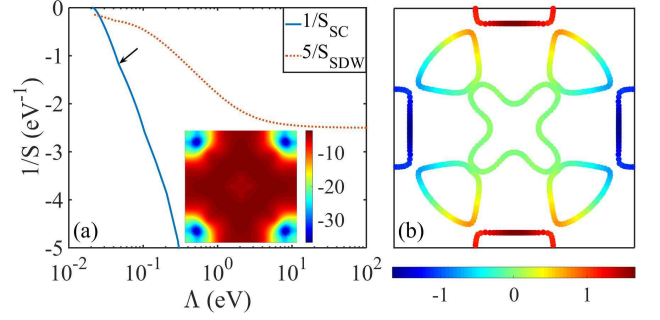 1/S_SC
5/S_SDW
1/S (eV⁻¹)
0
-1
-2
-3
-4
-5
10⁻²
10⁻¹
10⁰
10¹
10²
Λ (eV)
(a)
-10
-20
-30
(b)
-1
0
1